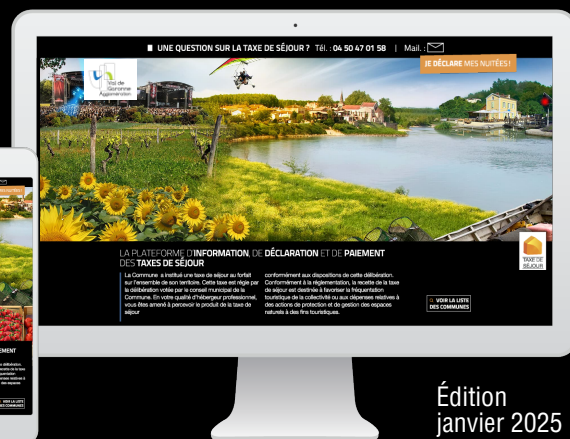 UNE QUESTION SUR LA TAXE DE SÉJOUR ? Tél. : 04 50 47 01 58 | Mail. :
JE DÉCLARE MES NUITÉES !
Val de
Garonne
Agglomération
LA PLATEFORME D'INFORMATION, DE DÉCLARATION ET DE PAIEMENT
DES TAXES DE SÉJOUR
La Commune a institué une taxe de séjour au forfait
sur l'ensemble de son territoire. Cette taxe est régie par
la délibération votée par le conseil municipal de la
Commune. En votre qualité d'hébergeur professionnel,
vous êtes amené à percevoir le produit de la taxe de
séjour
conformément aux dispositions de cette délibération.
Conformément à la réglementation, la recette de la taxe
de séjour est destinée à favoriser la fréquentation
touristique de la collectivité ou aux dépenses relatives à
des actions de protection et de gestion des espaces
naturels à des fins touristiques.
TAXE DE
SÉJOUR
VOIR LA LISTE
DES COMMUNES
Édition
janvier 2025